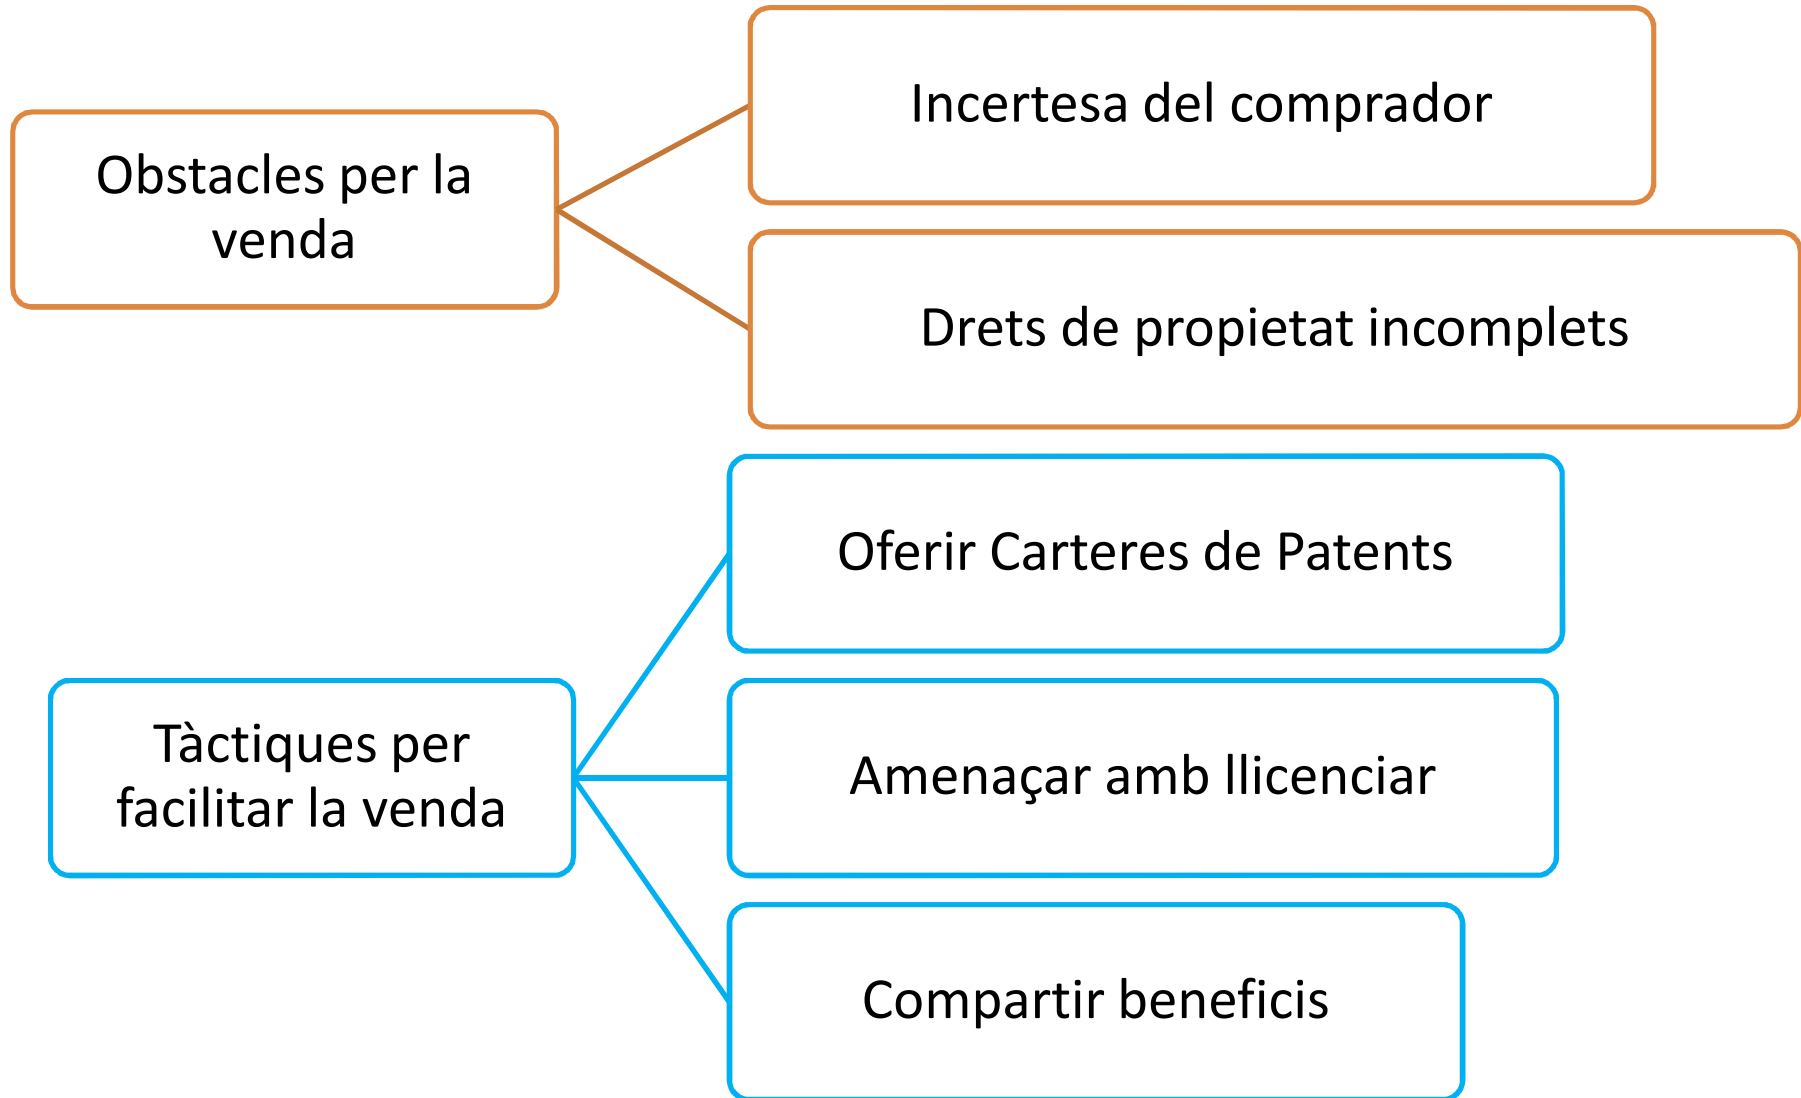 Obstacles per la
venda
Incertesa del comprador
Drets de propietat incomplets
Tàctiques per
facilitar la venda
Oferir Carteres de Patents
Amenaçar amb llicenciar
Compartir beneficis